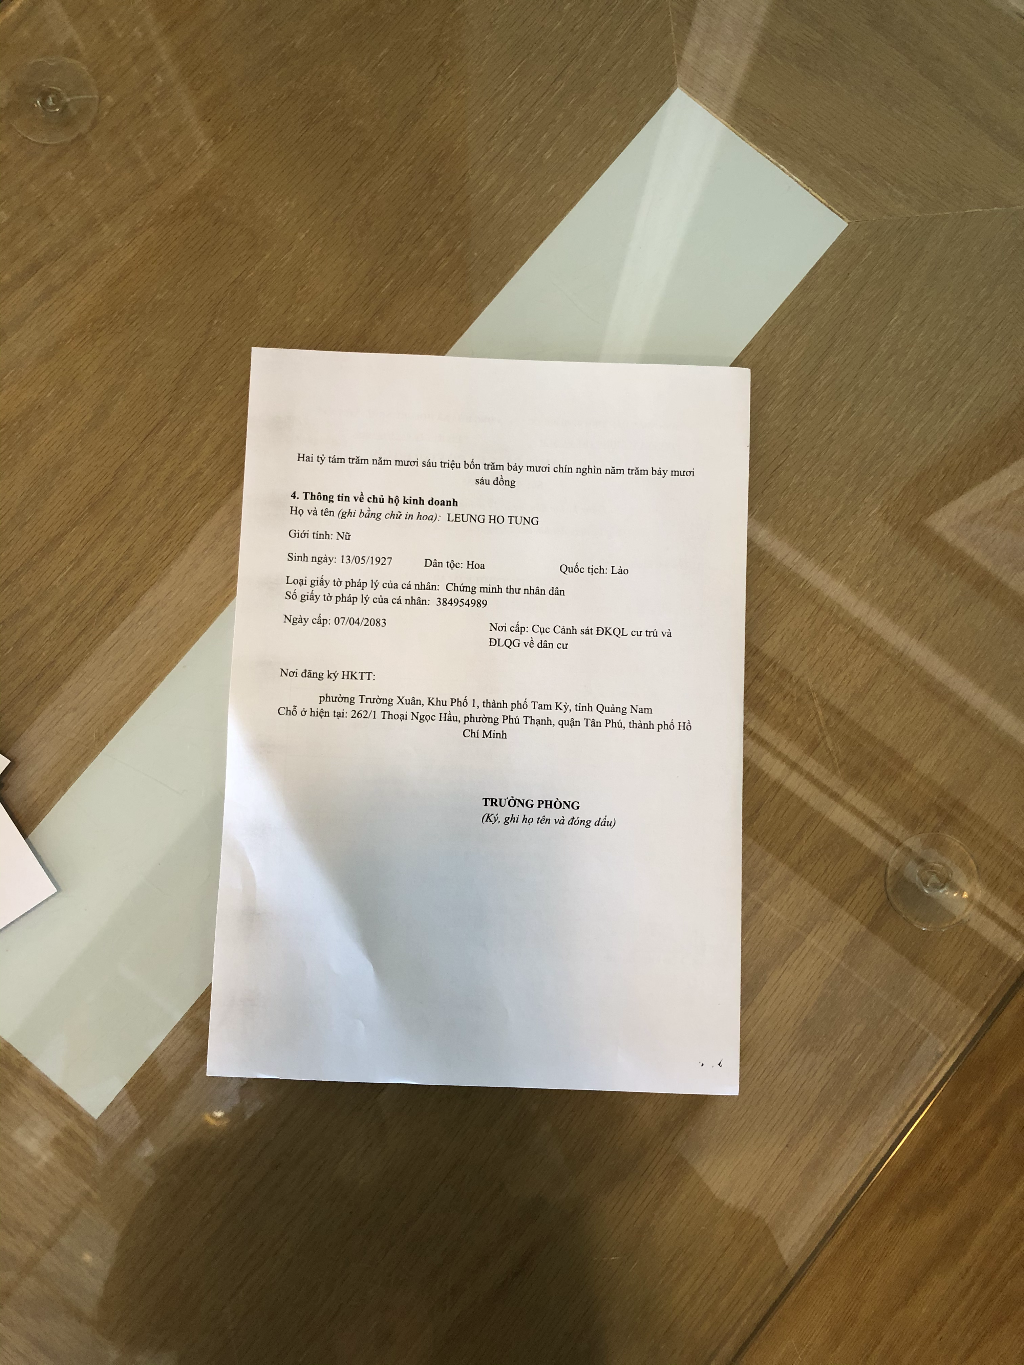 Hai tỷ tám trăm năm mươi sáu triệu bốn trăm bảy mươi chín nghìn năm trăm bảy mươi
sáu đồng
4. Thông tin về chủ hộ kinh doanh
Họ và tên (ghi bằng chữ in hoa): LEUNG HO TUNG
Giới tính: Nữ
Sinh ngày: 13/05/1927 Dân tộc: Hoa Quốc tịch: Lào
Loại giấy tờ pháp lý của cá nhân: Chứng minh thư nhân dân
Số giấy tờ pháp lý của cá nhân: 384954989
Ngày cấp: 07/04/2083 Nơi cấp: Cục Cảnh sát ĐKQL cư trú và
ĐLQG về dân cư
Nơi đăng ký HKTT:
phường Trường Xuân, Khu Phố 1, thành phố Tam Kỳ, tỉnh Quảng Nam
Chỗ ở hiện tại: 262/1 Thoại Ngọc Hầu, phường Phú Thạnh, quận Tân Phú, thành phố Hồ
Chí Minh
TRƯỞNG PHÒNG
(Ký, ghi họ tên và đóng dấu)